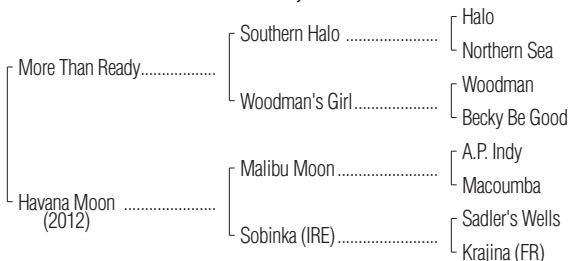 Halo
Southern Halo ....................
Northern Sea
More Than Ready.................
Woodman
Woodman's Girl ..................
Becky Be Good
A.P. Indy
Malibu Moon ......................
Macoumba
Havana Moon .....................
(2012)
Sadler's Wells
Sobinka (IRE) ......................
Krajina (FR)